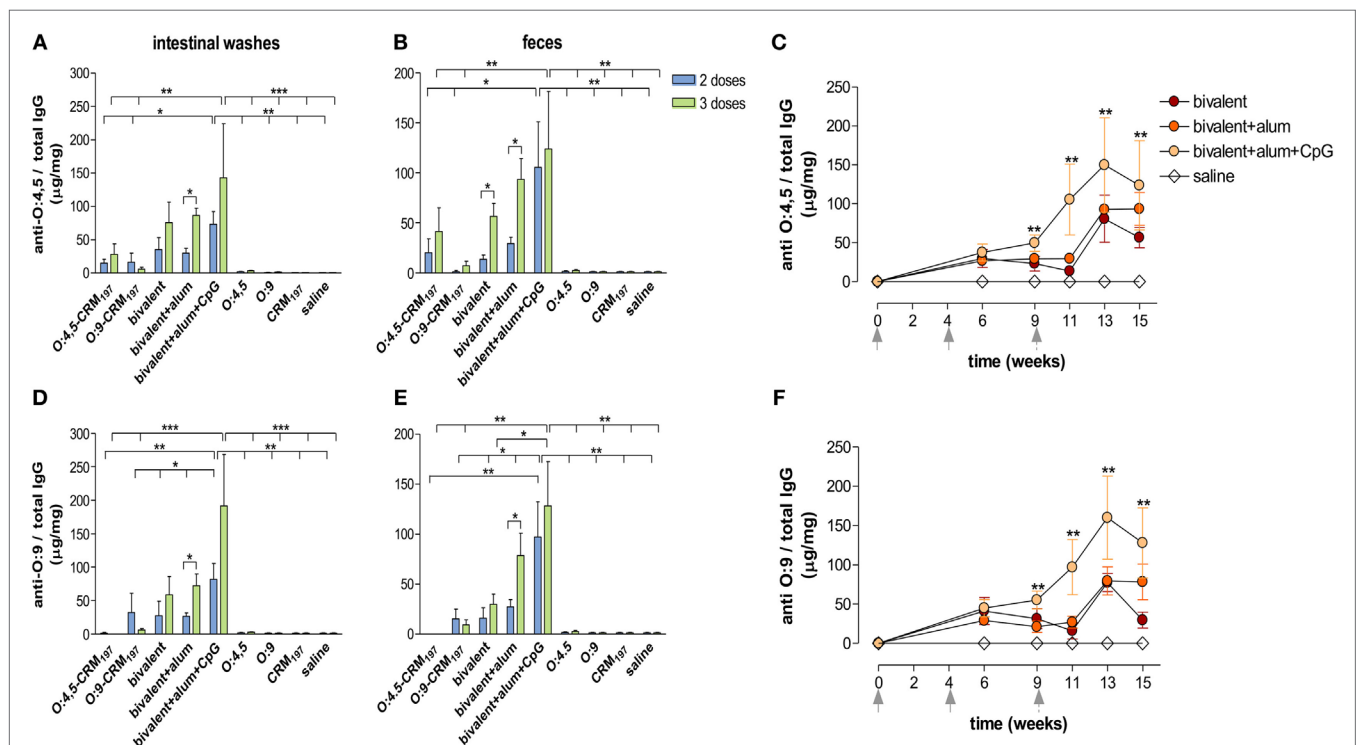 A
intestinal washes
anti-O:4,5 / total IgG
(µg/mg)
300
250
200
150
100
50
0
**
***
*
**
*
O:4,5-CRM197
O:9-CRM197
bivalent
bivalent+alum
bivalent+alum+CpG
O:4,5
O:9
CRM197
saline
B
feces
200
150
100
50
0
**
**
*
**
*
*
O:4,5-CRM197
O:9-CRM197
bivalent
bivalent+alum
bivalent+alum+CpG
O:4.5
O:9
CRM197
saline
2 doses
3 doses
C
anti O:4,5 / total IgG
(µg/mg)
250
200
150
100
50
0
**
**
**
**
0 2 4 6 9 11 13 15
time (weeks)
bivalent
bivalent+alum
bivalent+alum+CpG
saline
D
anti-O:9 / total IgG
(µg/mg)
300
250
200
150
100
50
0
***
***
**
**
*
*
O:4,5-CRM197
O:9-CRM197
bivalent
bivalent+alum
bivalent+alum+CpG
O:4,5
O:9
CRM197
saline
E
200
150
100
50
0
**
**
*
*
**
**
*
O:4.5-CRM197
O:9-CRM197
bivalent
bivalent+alum
bivalent+alum+CpG
O:4.5
O:9
CRM197
saline
F
anti O:9 / total IgG
(µg/mg)
250
200
150
100
50
0
**
**
**
**
0 2 4 6 9 11 13 15
time (weeks)